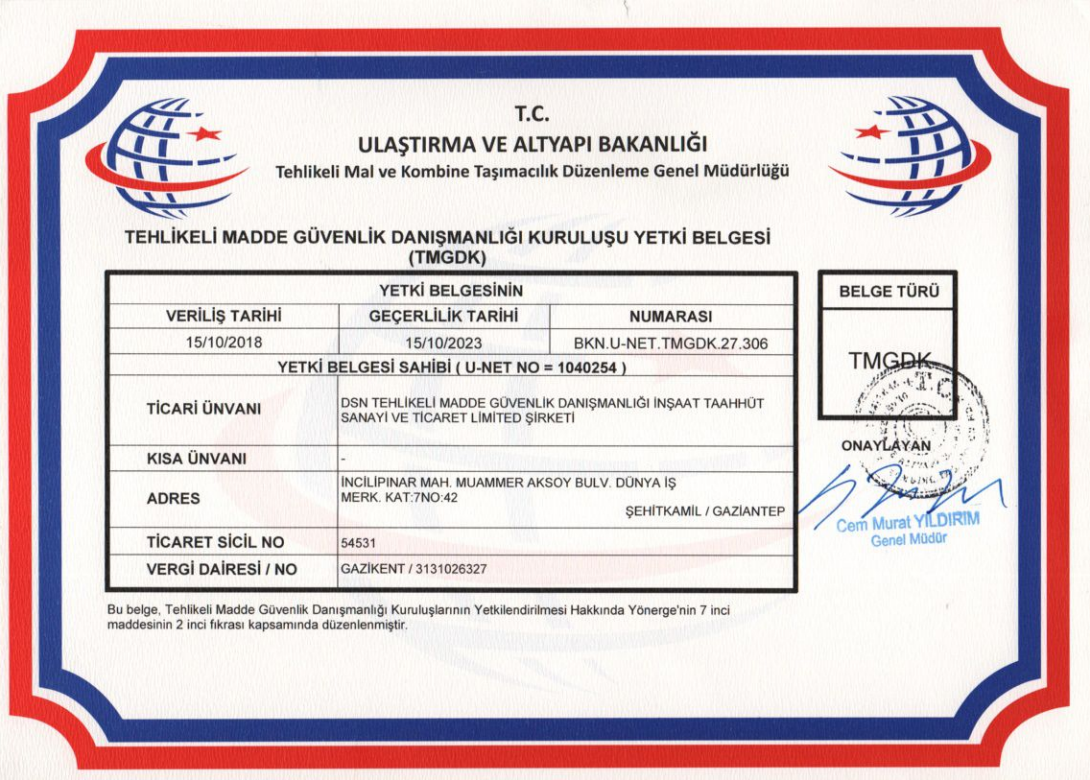 T.C.
ULAŞTIRMA VE ALTYAPI BAKANLIĞI
Tehlikeli Mal ve Kombine Taşımacılık Düzenleme Genel Müdürlüğü
TEHLİKELİ MADDE GÜVENLİK DANIŞMANLIĞI KURULUŞU YETKİ BELGESİ
(TMGDK)
YETKİ BELGESİNİN
VERİLİŞ TARİHİ GEÇERLİLİK TARİHİ NUMARASI
15/10/2018 15/10/2023 BKN.U-NET.TMGDK.27.306
YETKİ BELGESİ SAHİBİ ( U-NET NO = 1040254 )
TİCARİ ÜNVANI
DSN TEHLİKELİ MADDE GÜVENLİK DANIŞMANLIĞI İNŞAAT TAAHHÜT
SANAYİ VE TİCARET LİMİTED ŞİRKETİ
KISA ÜNVANI -
ADRES
İNCİLİPINAR MAH. MUAMMER AKSOY BULV. DÜNYA İŞ
MERK. KAT:7NO:42
ŞEHİTKAMİL / GAZİANTEP
TİCARET SİCİL NO 54531
VERGİ DAİRESİ / NO GAZİKENT / 3131026327
Bu belge, Tehlikeli Madde Güvenlik Danışmanlığı Kuruluşlarının Yetkilendirilmesi Hakkında Yönerge'nin 7 inci
maddesinin 2 inci fıkrası kapsamında düzenlenmiştir.
BELGE TÜRÜ
TMGDK
T.C.
ONAYLAYAN
Cem Murat YILDIRIM
Genel Müdür